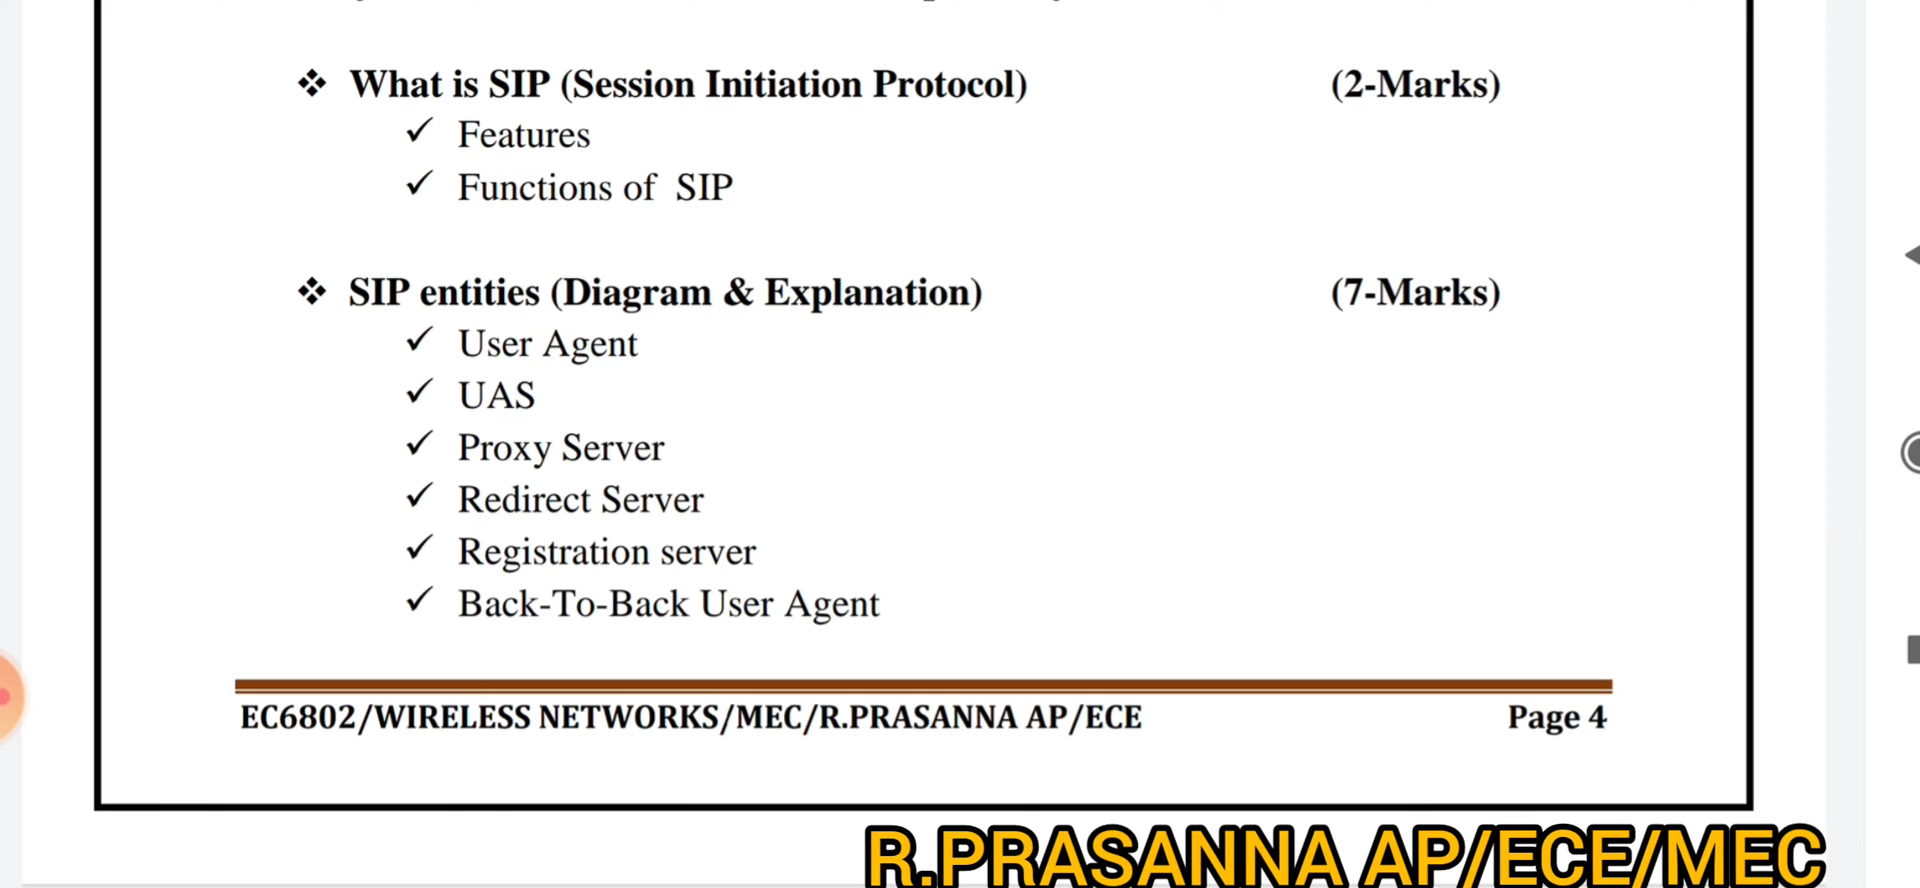 ❖ What is SIP (Session Initiation Protocol) (2-Marks)
✓ Features
✓ Functions of SIP
❖ SIP entities (Diagram & Explanation) (7-Marks)
✓ User Agent
✓ UAS
✓ Proxy Server
✓ Redirect Server
✓ Registration server
✓ Back-To-Back User Agent
EC6802/WIRELESS NETWORKS/MEC/R.PRASANNA AP/ECE Page 4
R.PRASANNA AP/ECE/MEC